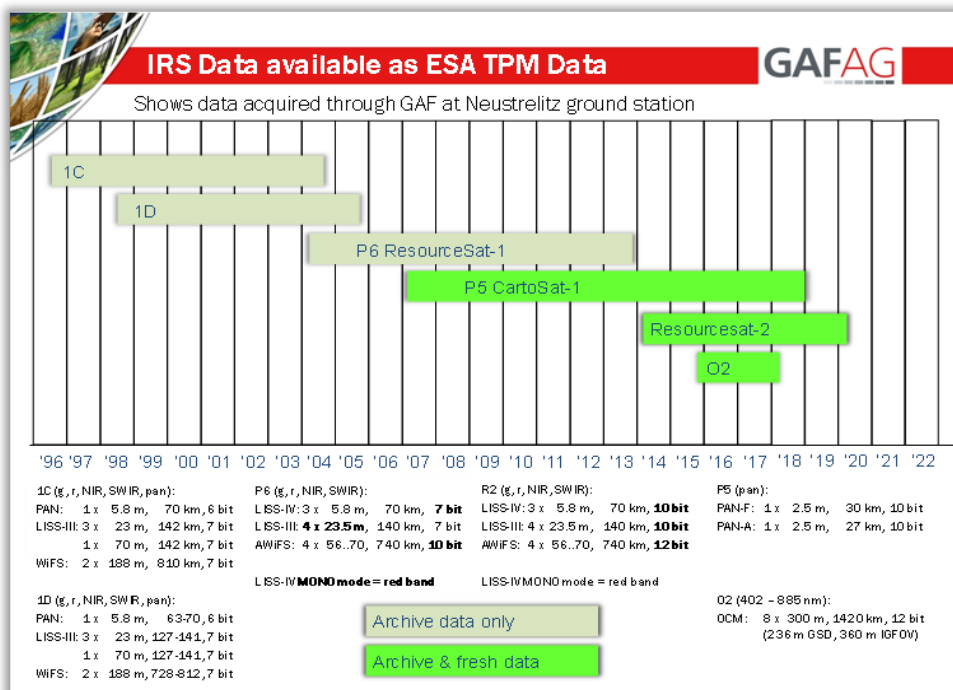 IRS Data available as ESA TPM Data
GAFAG
Shows data acquired through GAF at Neustrelitz ground station
1C
1D
P6 ResourceSat-1
P5 CartoSat-1
Resourcesat-2
O2
'96 '97 '98 '99 '00 '01 '02 '03 '04 '05 '06 '07 '08 '09 '10 '11 '12 '13 '14 '15 '16 '17 '18 '19 '20 '21 '22
1C (g, r, NIR, SWIR, pan):
PAN: 1 x 5.8 m, 70 km, 6 bit
LISS-III: 3 x 23 m, 142 km, 7 bit
1 x 70 m, 142 km, 7 bit
WiFS: 2 x 188 m, 810 km, 7 bit
1D (g, r, NIR, SWIR, pan):
PAN: 1 x 5.8 m, 63-70, 6 bit
LISS-III: 3 x 23 m, 127-141, 7 bit
1 x 70 m, 127-141, 7 bit
WiFS: 2 x 188 m, 728-812, 7 bit
P6 (g, r, NIR, SWIR):
LISS-IV: 3 x 5.8 m, 70 km, 7 bit
LISS-III: 4 x 23.5 m, 140 km, 7 bit
AWiFS: 4 x 56..70, 740 km, 10 bit
LISS-IV MONO mode = red band
R2 (g, r, NIR, SWIR):
LISS-IV: 3 x 5.8 m, 70 km, 10 bit
LISS-III: 4 x 23.5 m, 140 km, 10 bit
AWiFS: 4 x 56..70, 740 km, 12 bit
LISS-IV MONO mode = red band
P5 (pan):
PAN-F: 1 x 2.5 m, 30 km, 10 bit
PAN-A: 1 x 2.5 m, 27 km, 10 bit
O2 (402 – 885 nm):
OCM: 8 x 300 m, 1420 km, 12 bit
(236 m GSD, 360 m IGFOV)
Archive data only
Archive & fresh data